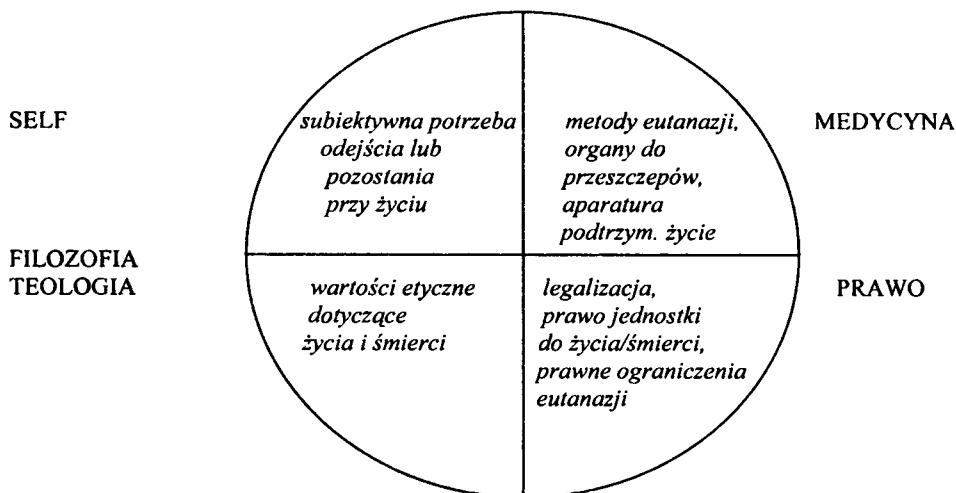 SELF
subiektywna potrzeba
odejścia lub
pozostania
przy życiu
metody eutanazji,
organy do
przeszczepów,
aparatura
podtrzym. życie
MEDYCYNA
FILOZOFIA
TEOLOGIA
wartości etyczne
dotyczące
życia i śmierci
legalizacja,
prawo jednostki
do życia/śmierci,
prawne ograniczenia
eutanazji
PRAWO